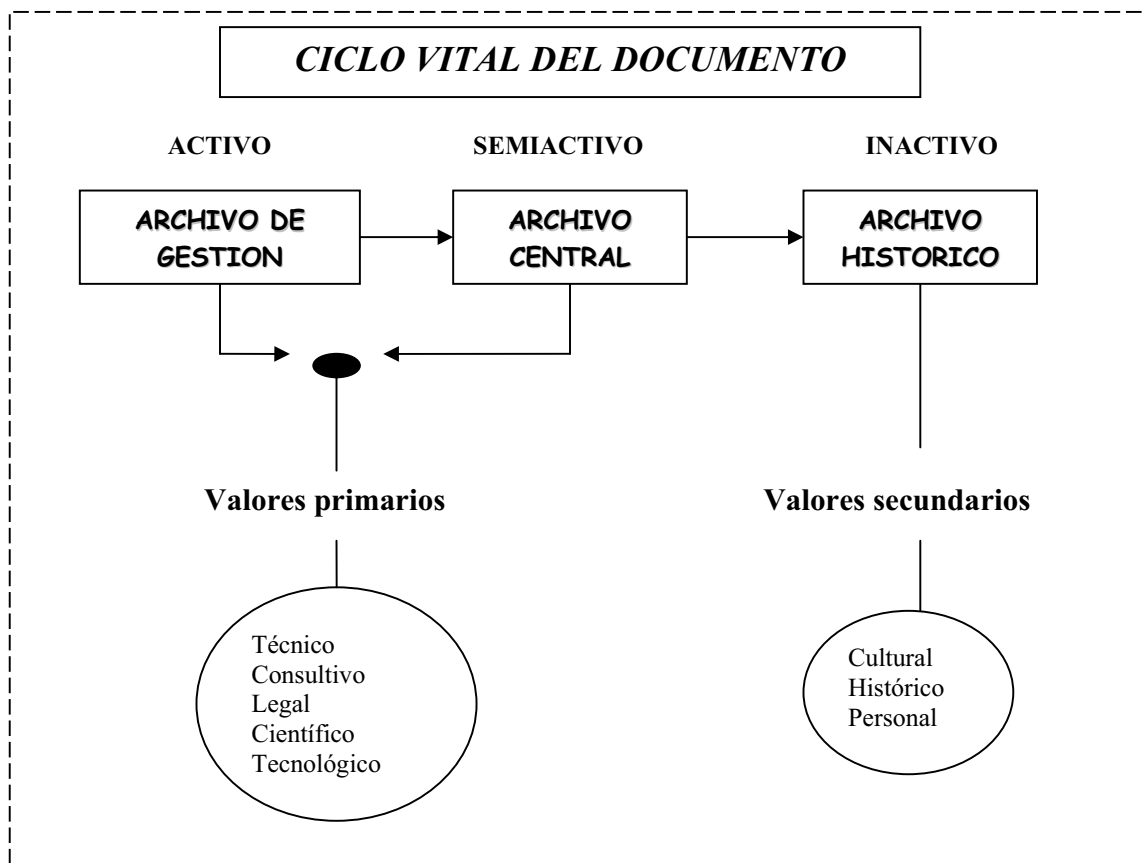 CICLO VITAL DEL DOCUMENTO
ACTIVO
SEMIACTIVO
INACTIVO
ARCHIVO DE
GESTION
ARCHIVO
CENTRAL
ARCHIVO
HISTORICO
Valores primarios
Valores secundarios
Técnico
Consultivo
Legal
Científico
Tecnológico
Cultural
Histórico
Personal